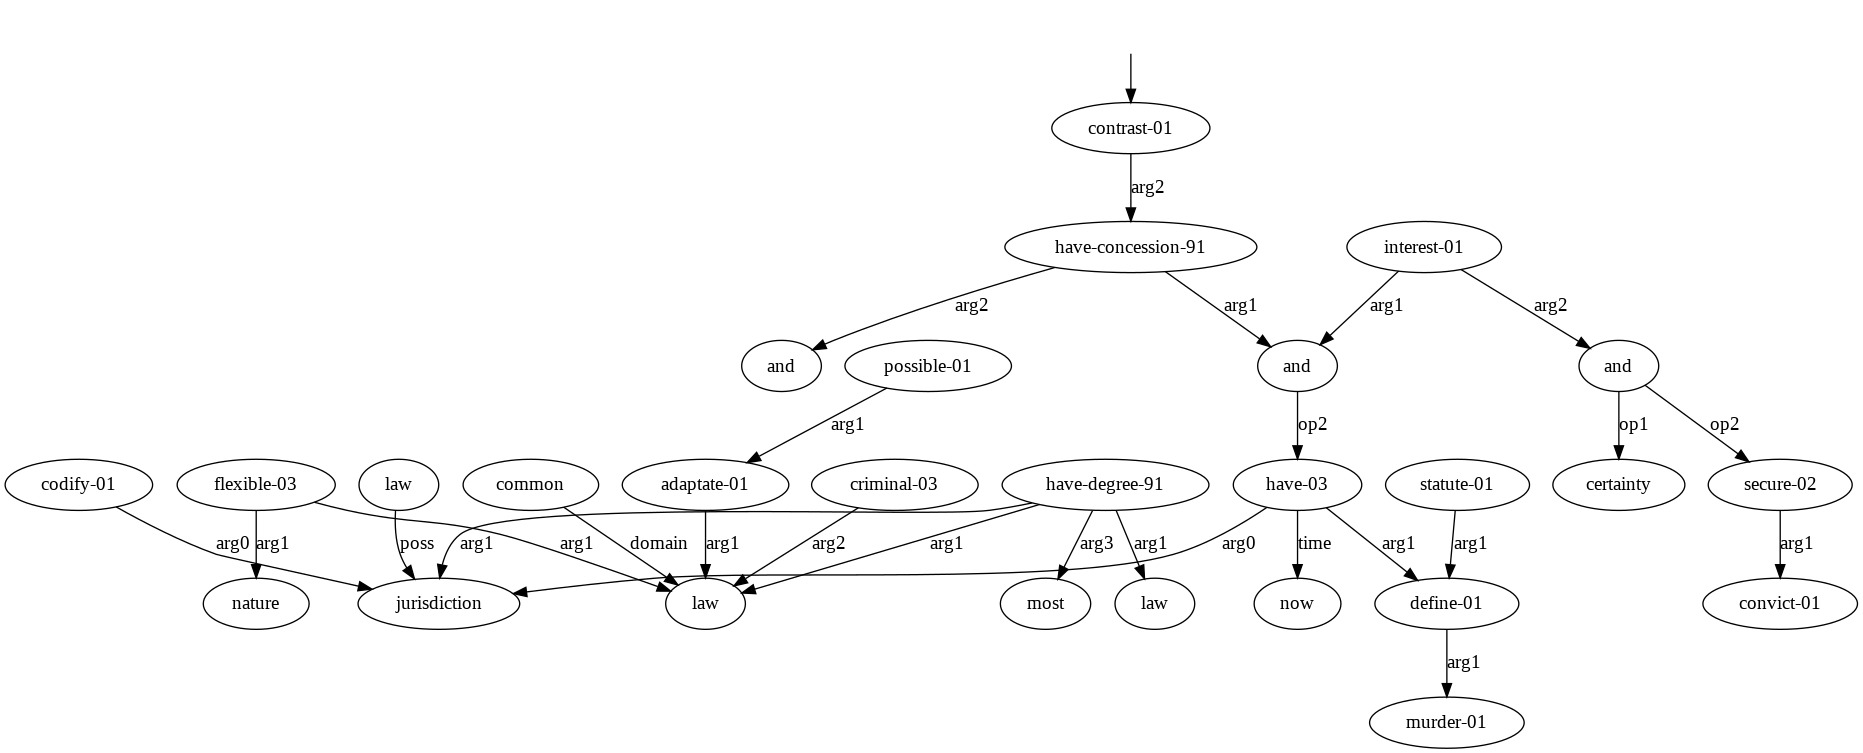 contrast-01
arg2
have-concession-91 interest-01
arg2 arg1 arg1 arg2
and possible-01 and and
arg1 op2 op1 op2
codify-01 flexible-03 law common adaptate-01 criminal-03 have-degree-91 have-03 statute-01 certainty secure-02
arg0 arg1 poss arg1 arg1 domain arg1 arg2 arg1 arg3 arg1 arg0 time arg1 arg1 arg1
nature jurisdiction law most law now define-01 convict-01
arg1
murder-01